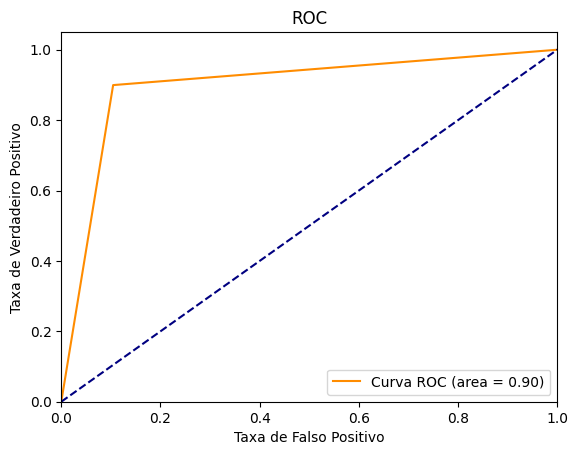 ROC
Taxa de Verdadeiro Positivo
1.0
0.8
0.6
0.4
0.2
0.0
Curva ROC (area = 0.90)
0.0 0.2 0.4 0.6 0.8 1.0
Taxa de Falso Positivo